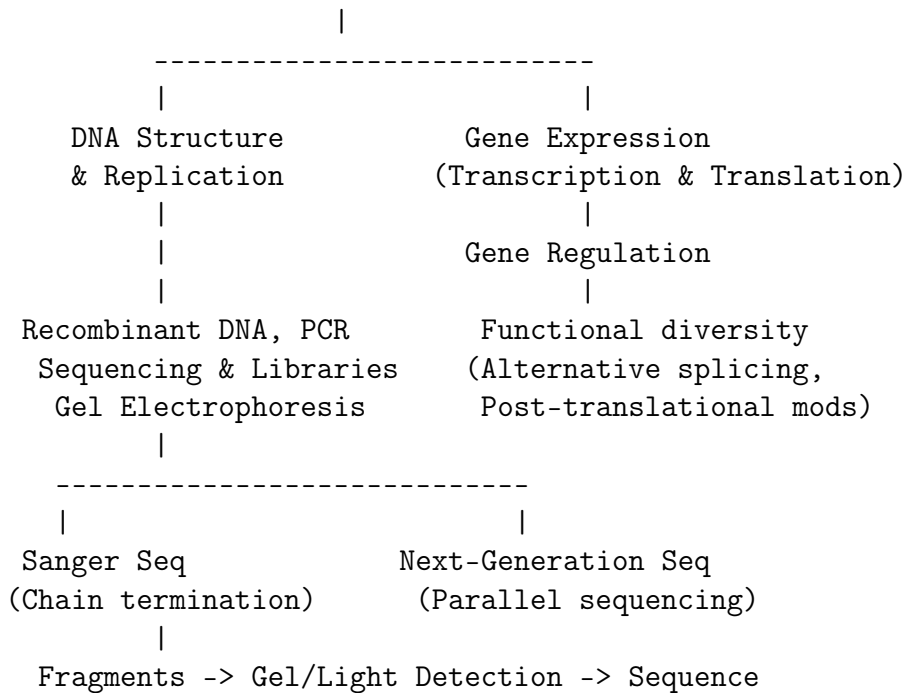 DNA Structure Gene Expression
& Replication (Transcription & Translation)
Gene Regulation
Recombinant DNA, PCR Functional diversity
Sequencing & Libraries (Alternative splicing,
Gel Electrophoresis Post-translational mods)
Sanger Seq Next-Generation Seq
(Chain termination) (Parallel sequencing)
Fragments -> Gel/Light Detection -> Sequence